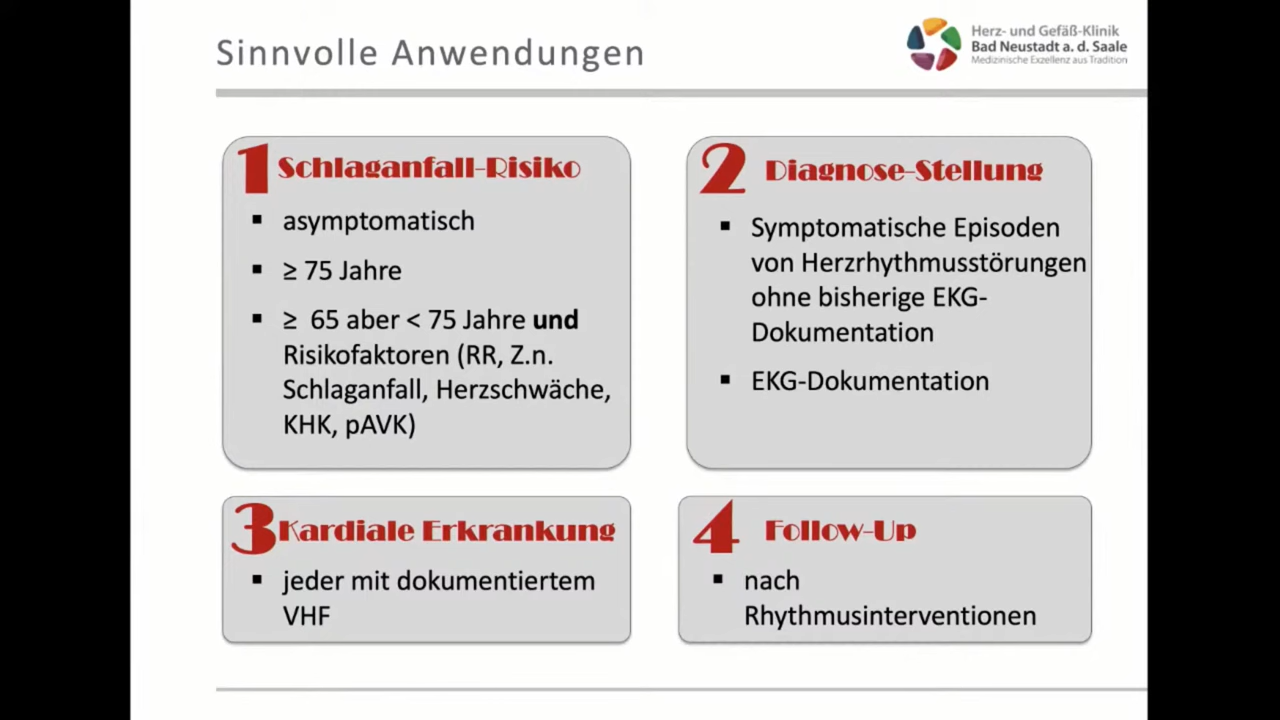 Sinnvolle Anwendungen
Herz- und Gefäß-Klinik
Bad Neustadt a. d. Saale
Medizinische Exzellenz aus Tradition
1 Schlaganfall-Risiko
▪ asymptomatisch
▪ ≥ 75 Jahre
▪ ≥ 65 aber < 75 Jahre und
Risikofaktoren (RR, Z.n.
Schlaganfall, Herzschwäche,
KHK, pAVK)
2 Diagnose-Stellung
▪ Symptomatische Episoden
von Herzrhythmusstörungen
ohne bisherige EKG-
Dokumentation
▪ EKG-Dokumentation
3 Kardiale Erkrankung
▪ jeder mit dokumentiertem
VHF
4 Follow-Up
▪ nach
Rhythmusinterventionen